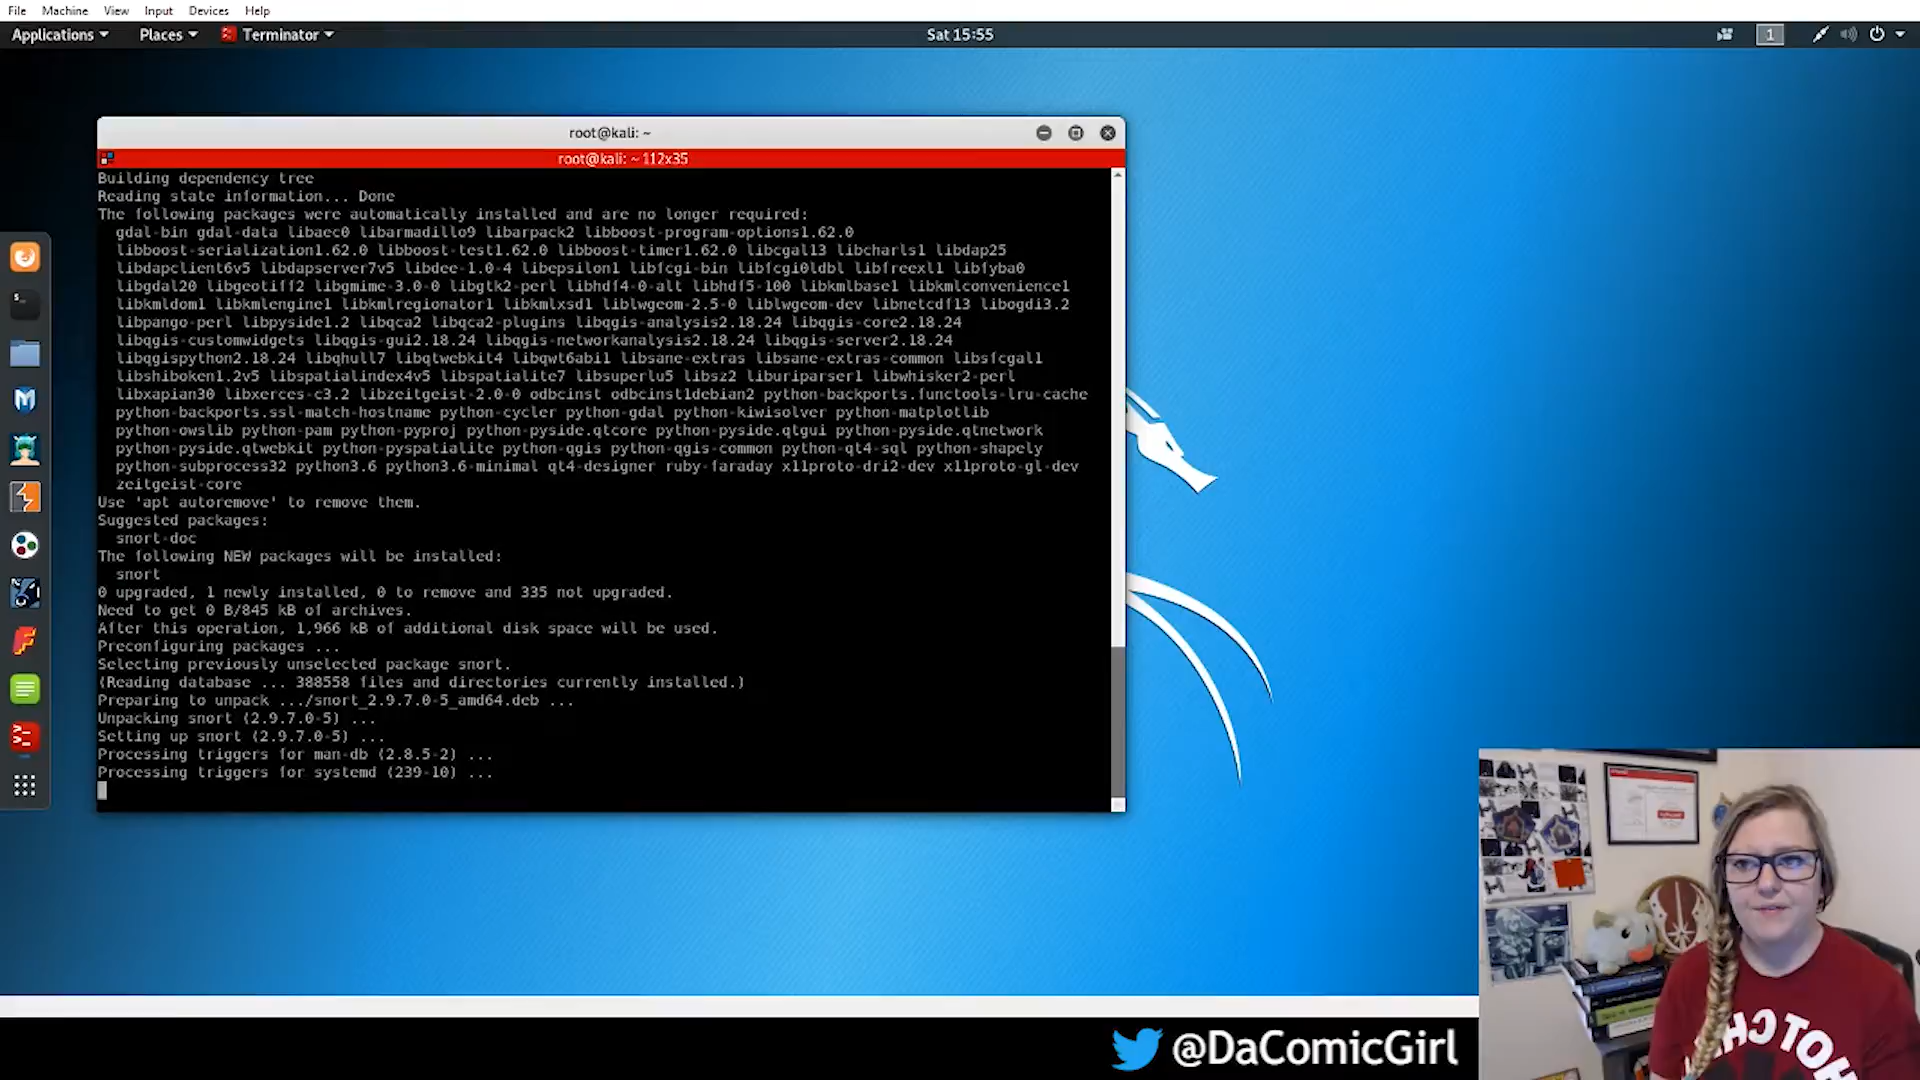 File Machine View Input Devices Help
Applications Places Terminator Sat 15:55 1
root@kali: ~
root@kali: ~ 112x35
Building dependency tree
Reading state information... Done
The following packages were automatically installed and are no longer required:
gdal-bin gdal-data libaec0 libarmadillo9 libarpack2 libboost-program-options1.62.0
libboost-serialization1.62.0 libboost-test1.62.0 libboost-timer1.62.0 libcgal13 libcharls1 libdap25
libdapclient6v5 libdapserver7v5 libdee-1.0-4 libepsilon1 libfcgi-bin libfcgi0ldbl libfreexl1 libfyba0
libgdal20 libgeotiff2 libgmime-3.0-0 libgtk2-perl libhdf4-0-alt libhdf5-100 libkmlbase1 libkmlconvenience1
libkmldom1 libkmlengine1 libkmlregionator1 libkmlxsd1 liblwgeom-2.5-0 liblwgeom-dev libnetcdf13 libogdi3.2
libpango-perl libpyside1.2 libqca2 libqca2-plugins libqgis-analysis2.18.24 libqgis-core2.18.24
libqgis-customwidgets libqgis-gui2.18.24 libqgis-networkanalysis2.18.24 libqgis-server2.18.24
libqgispython2.18.24 libqhull7 libqtwebkit4 libqwt6abi1 libsane-extras libsane-extras-common libsfcgal1
libshiboken1.2v5 libspatialindex4v5 libspatialite7 libsuperlu5 libsz2 liburiparser1 libwhisker2-perl
libxapian30 libxerces-c3.2 libzeitgeist-2.0-0 odbcinst odbcinst1debian2 python-backports.functools-lru-cache
python-backports.ssl-match-hostname python-cycler python-gdal python-kiwisolver python-matplotlib
python-owslib python-pam python-pyproj python-pyside.qtcore python-pyside.qtgui python-pyside.qtnetwork
python-pyside.qtwebkit python-pyspatialite python-qgis python-qgis-common python-qt4-sql python-shapely
python-subprocess32 python3.6 python3.6-minimal qt4-designer ruby-faraday x11proto-dri2-dev x11proto-gl-dev
zeitgeist-core
Use 'apt autoremove' to remove them.
Suggested packages:
snort-doc
The following NEW packages will be installed:
snort
0 upgraded, 1 newly installed, 0 to remove and 335 not upgraded.
Need to get 0 B/845 kB of archives.
After this operation, 1,966 kB of additional disk space will be used.
Preconfiguring packages ...
Selecting previously unselected package snort.
(Reading database ... 388558 files and directories currently installed.)
Preparing to unpack .../snort_2.9.7.0-5_amd64.deb ...
Unpacking snort (2.9.7.0-5) ...
Setting up snort (2.9.7.0-5) ...
Processing triggers for man-db (2.8.5-2) ...
Processing triggers for systemd (239-10) ...
@DaComicGirl